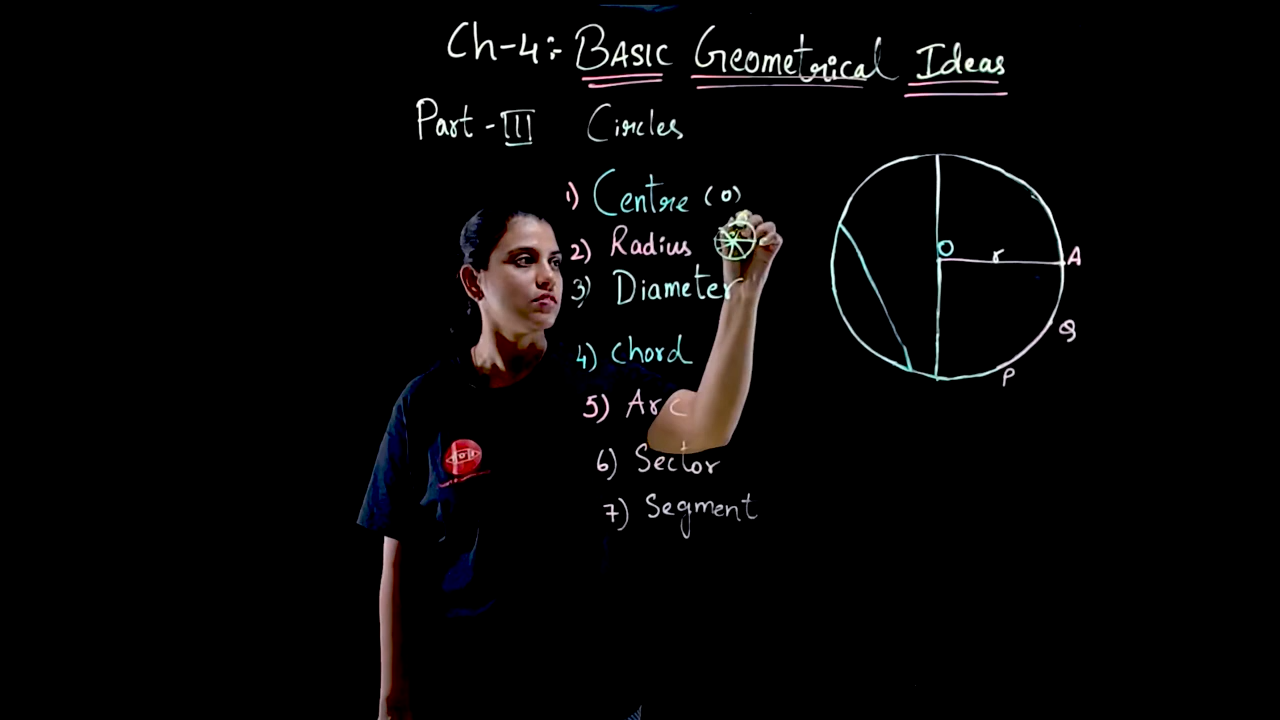 Ch-4:- BASIC Geometrical Ideas
Part-III Circles
1) Centre (O)
2) Radius
3) Diameter
4) Chord
5) Arc
6) Sector
7) Segment
O
r
A
Q
P